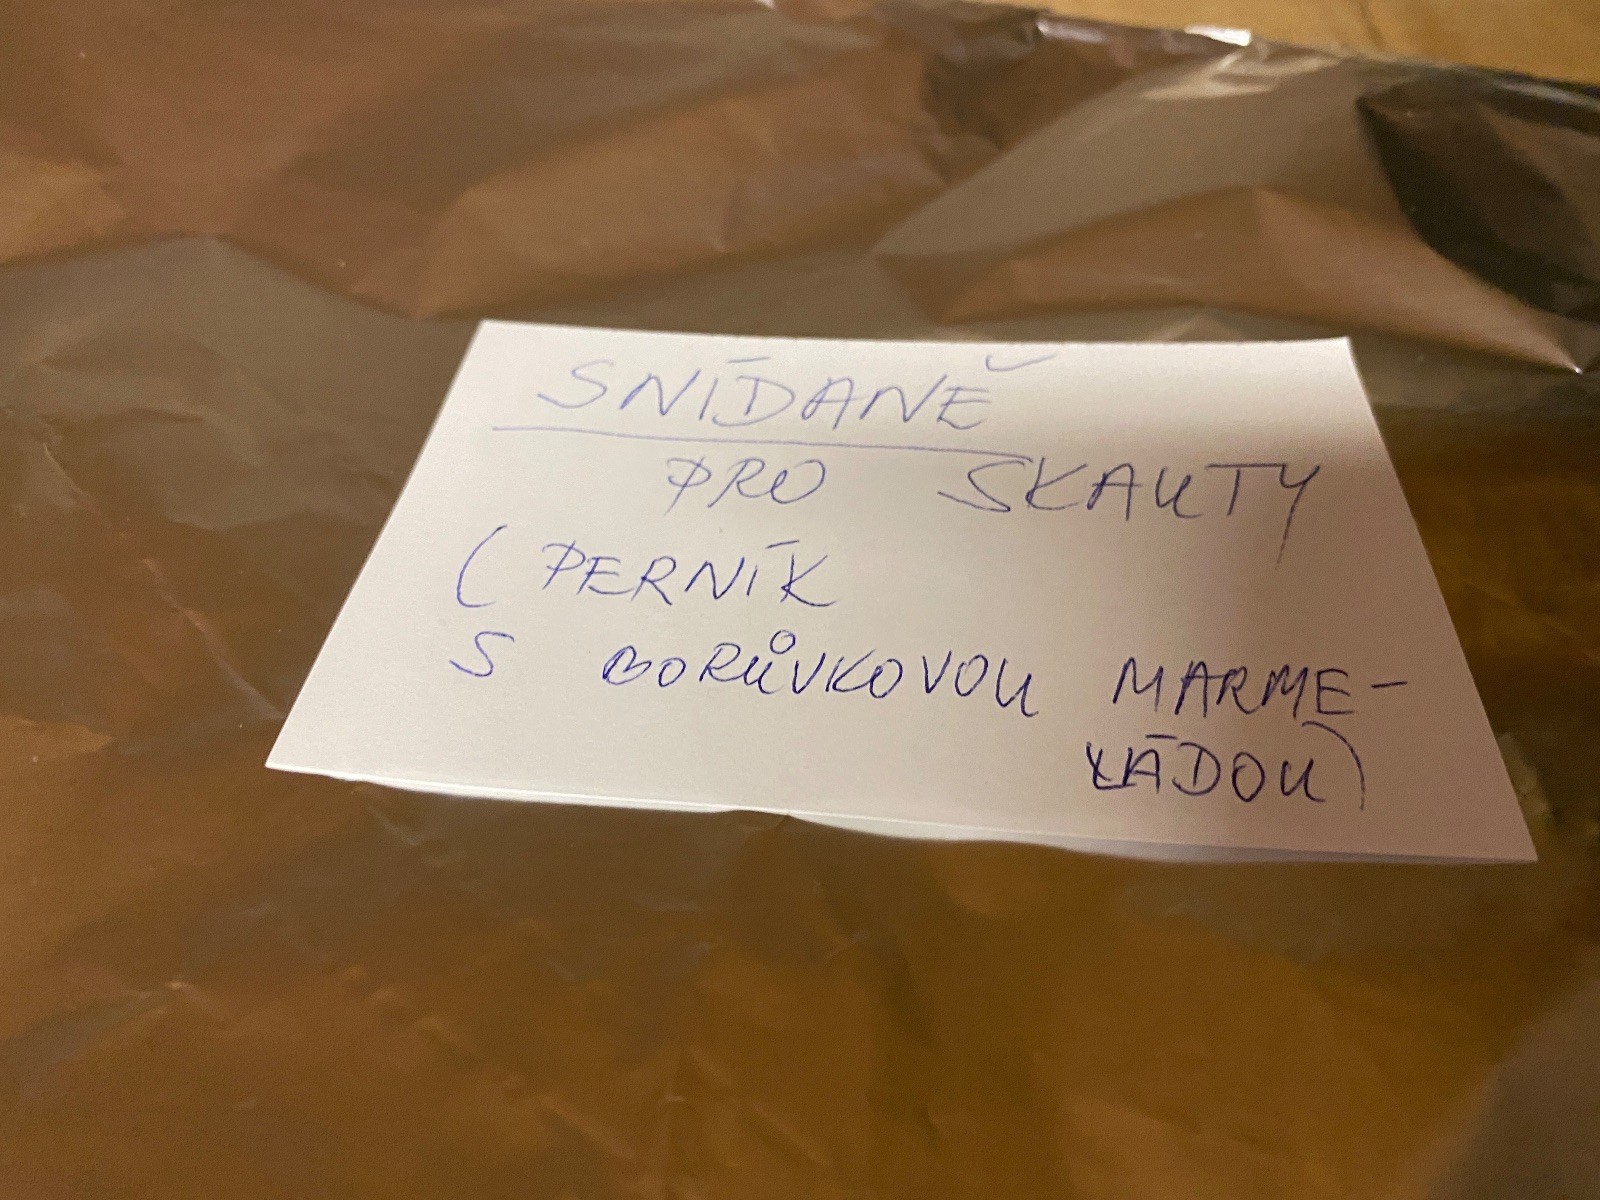 SNÍDANĚ
PRO SKAUTY
(PERNÍK
S BORŮVKOVOU MARME-
LÁDOU)